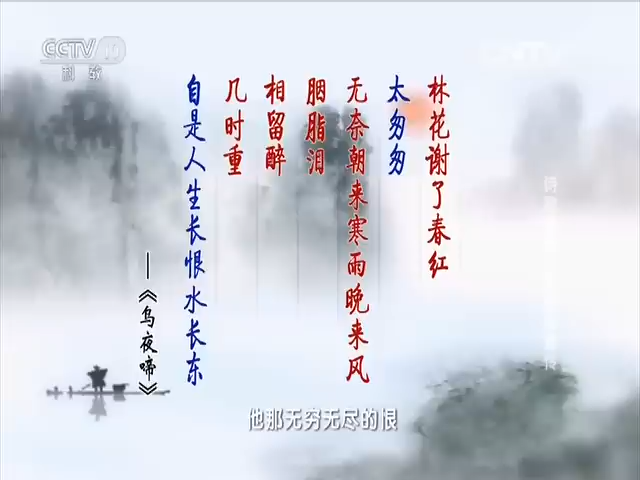 CCTV 10
科教
林花谢了春红
太匆匆
无奈朝来寒雨晚来风
胭脂泪
相留醉
几时重
自是人生长恨水长东
—《乌夜啼》
他那无穷无尽的恨